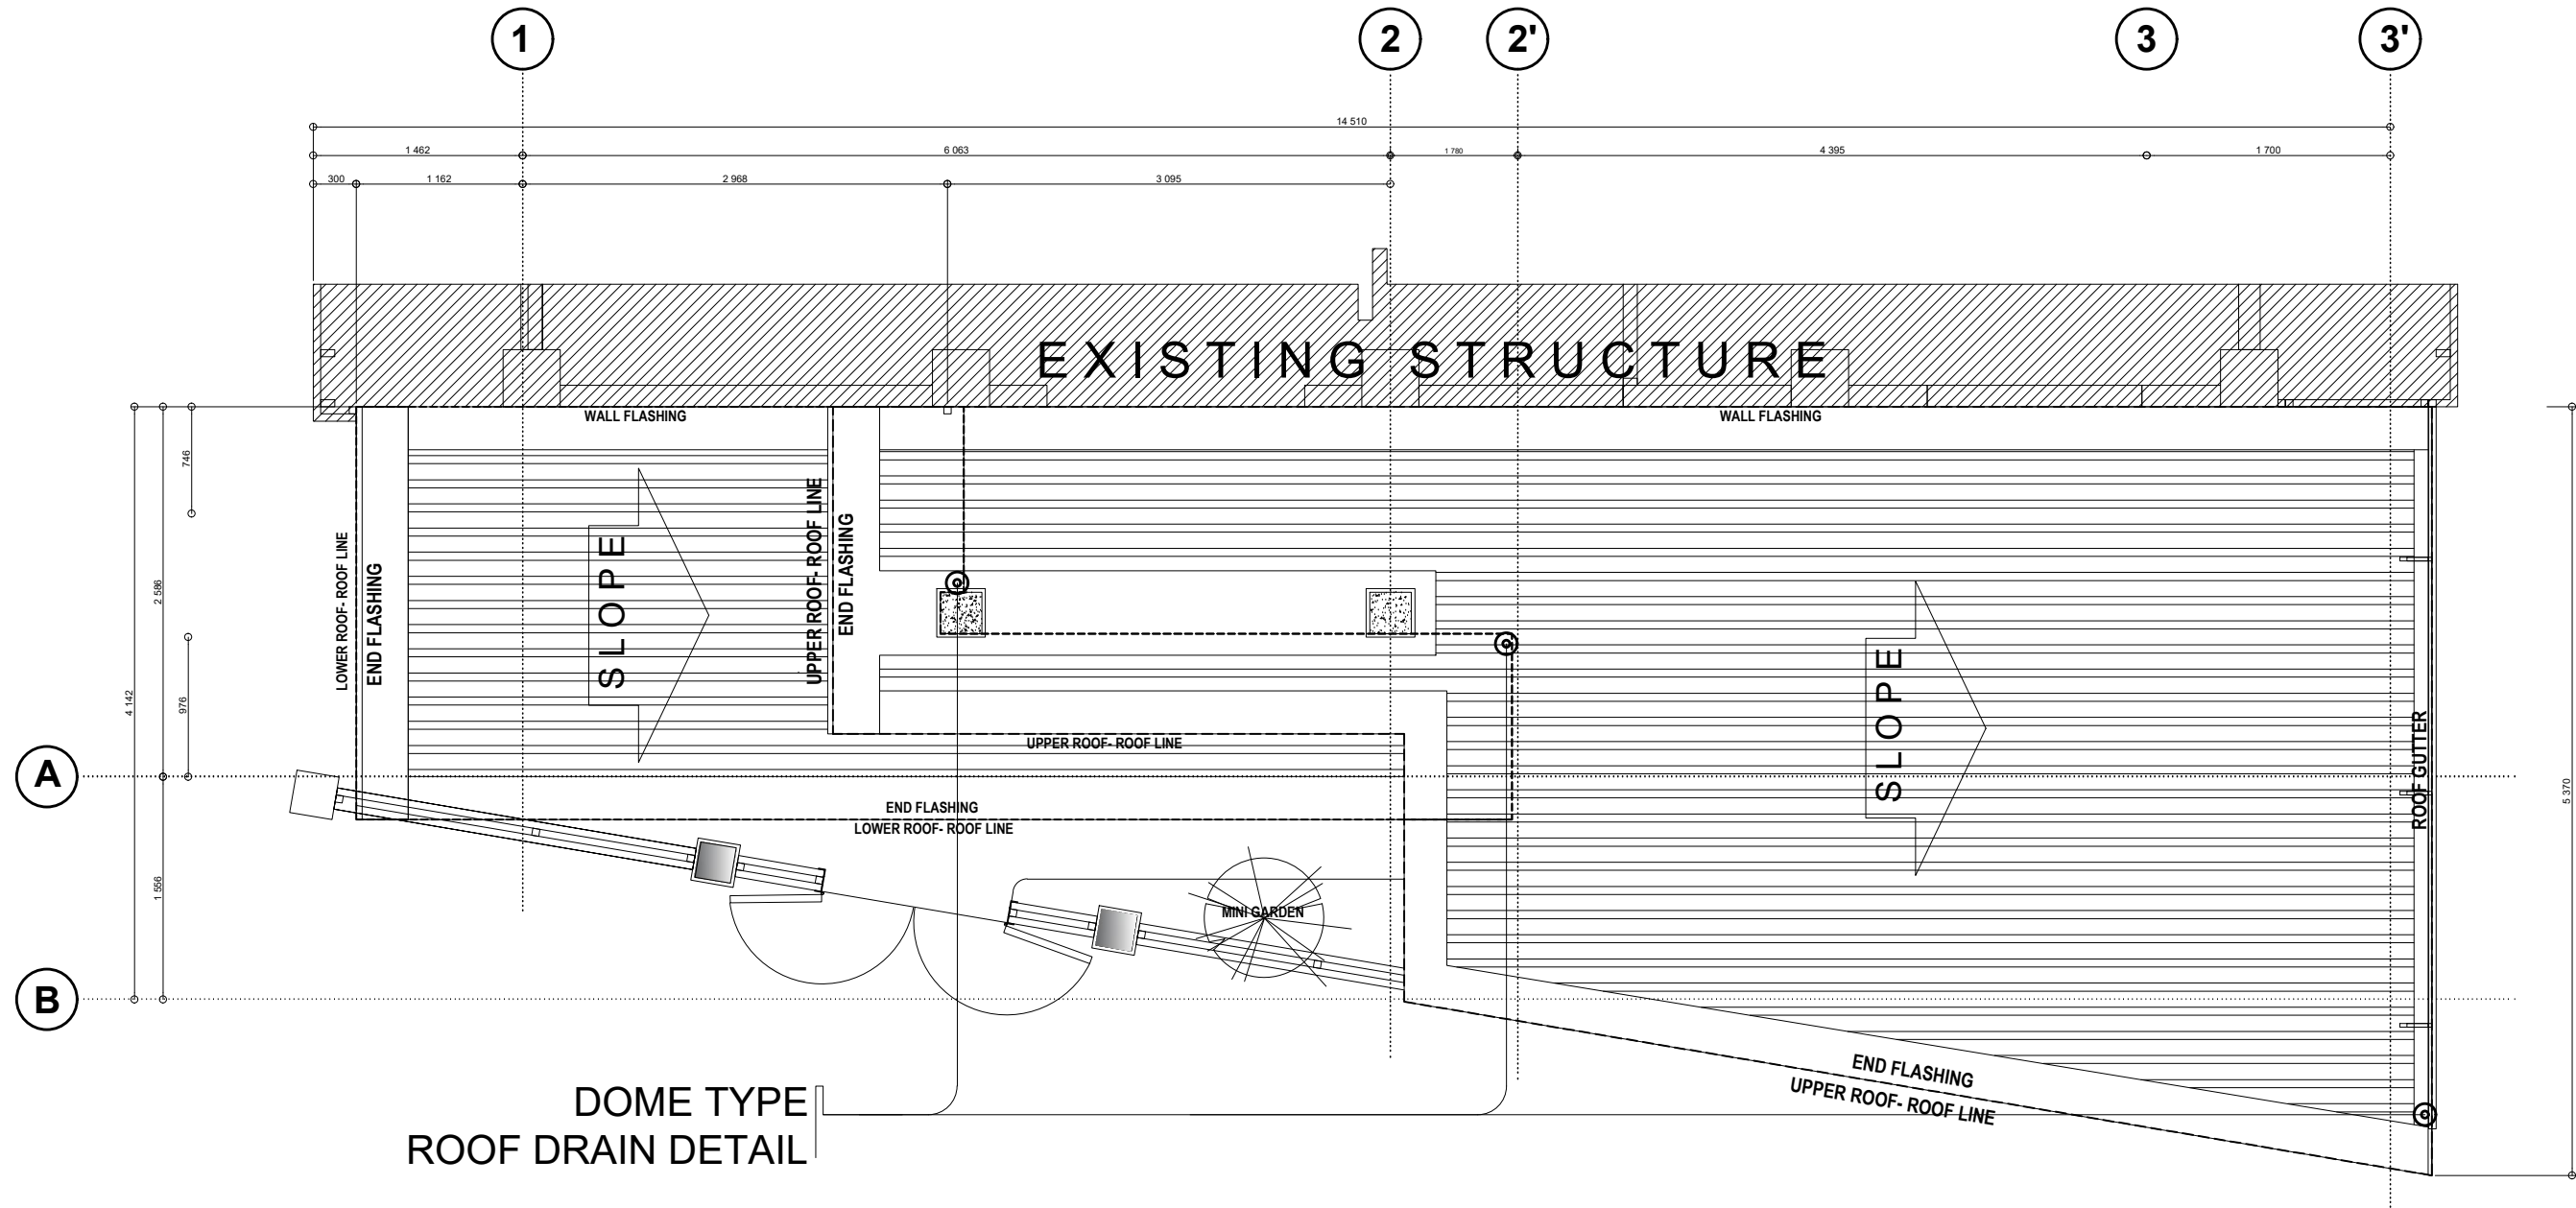 1 2 2' 3 3'
14 510
1 462 6 063 1 780 4 395 1 700
300 1 162 2 968 3 095
EXISTING STRUCTURE
WALL FLASHING WALL FLASHING
746
2 586
4 142
976
1 556
5 370
LOWER ROOF- ROOF LINE
END FLASHING
SLOPE
UPPER ROOF- ROOF LINE
END FLASHING
SLOPE
ROOF GUTTER
UPPER ROOF- ROOF LINE
A
END FLASHING
LOWER ROOF- ROOF LINE
MINI GARDEN
B
END FLASHING
UPPER ROOF- ROOF LINE
DOME TYPE
ROOF DRAIN DETAIL